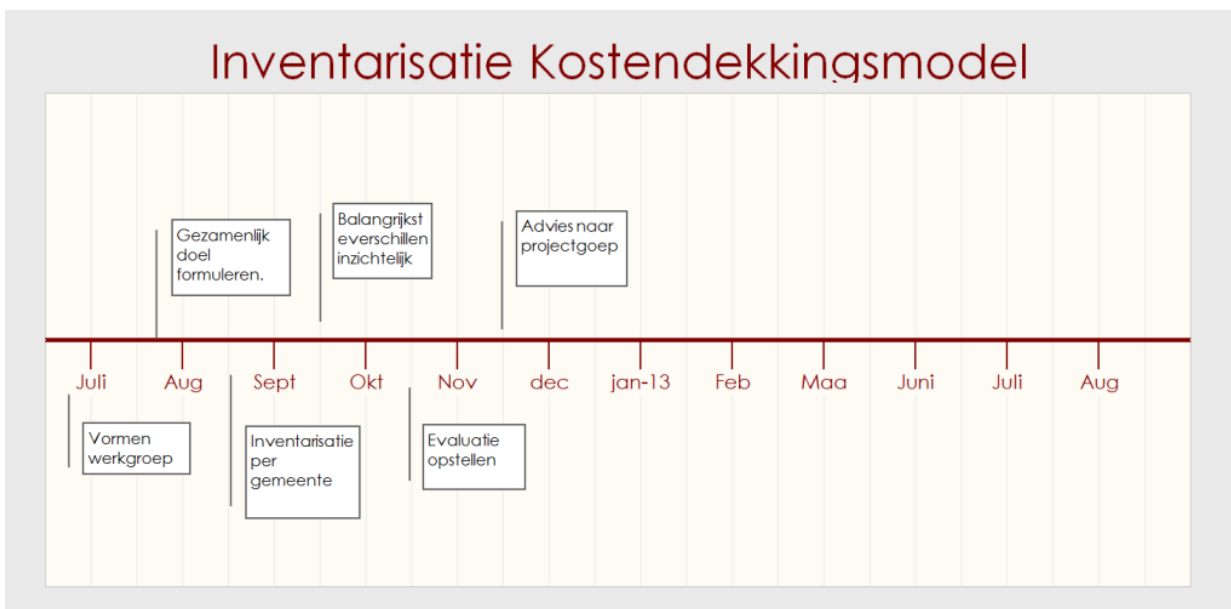 Inventarisatie Kostendekkingsmodel
Gezamenlijk
doel
formuleren.
Balangrijkst
everschillen
inzichtelijk
Advies naar
projectgoep
Juli
Aug
Sept
Okt
Nov
dec
jan-13
Feb
Maa
Juni
Juli
Aug
Vormen
werkgroep
Inventarisatie
per
gemeente
Evaluatie
opstellen